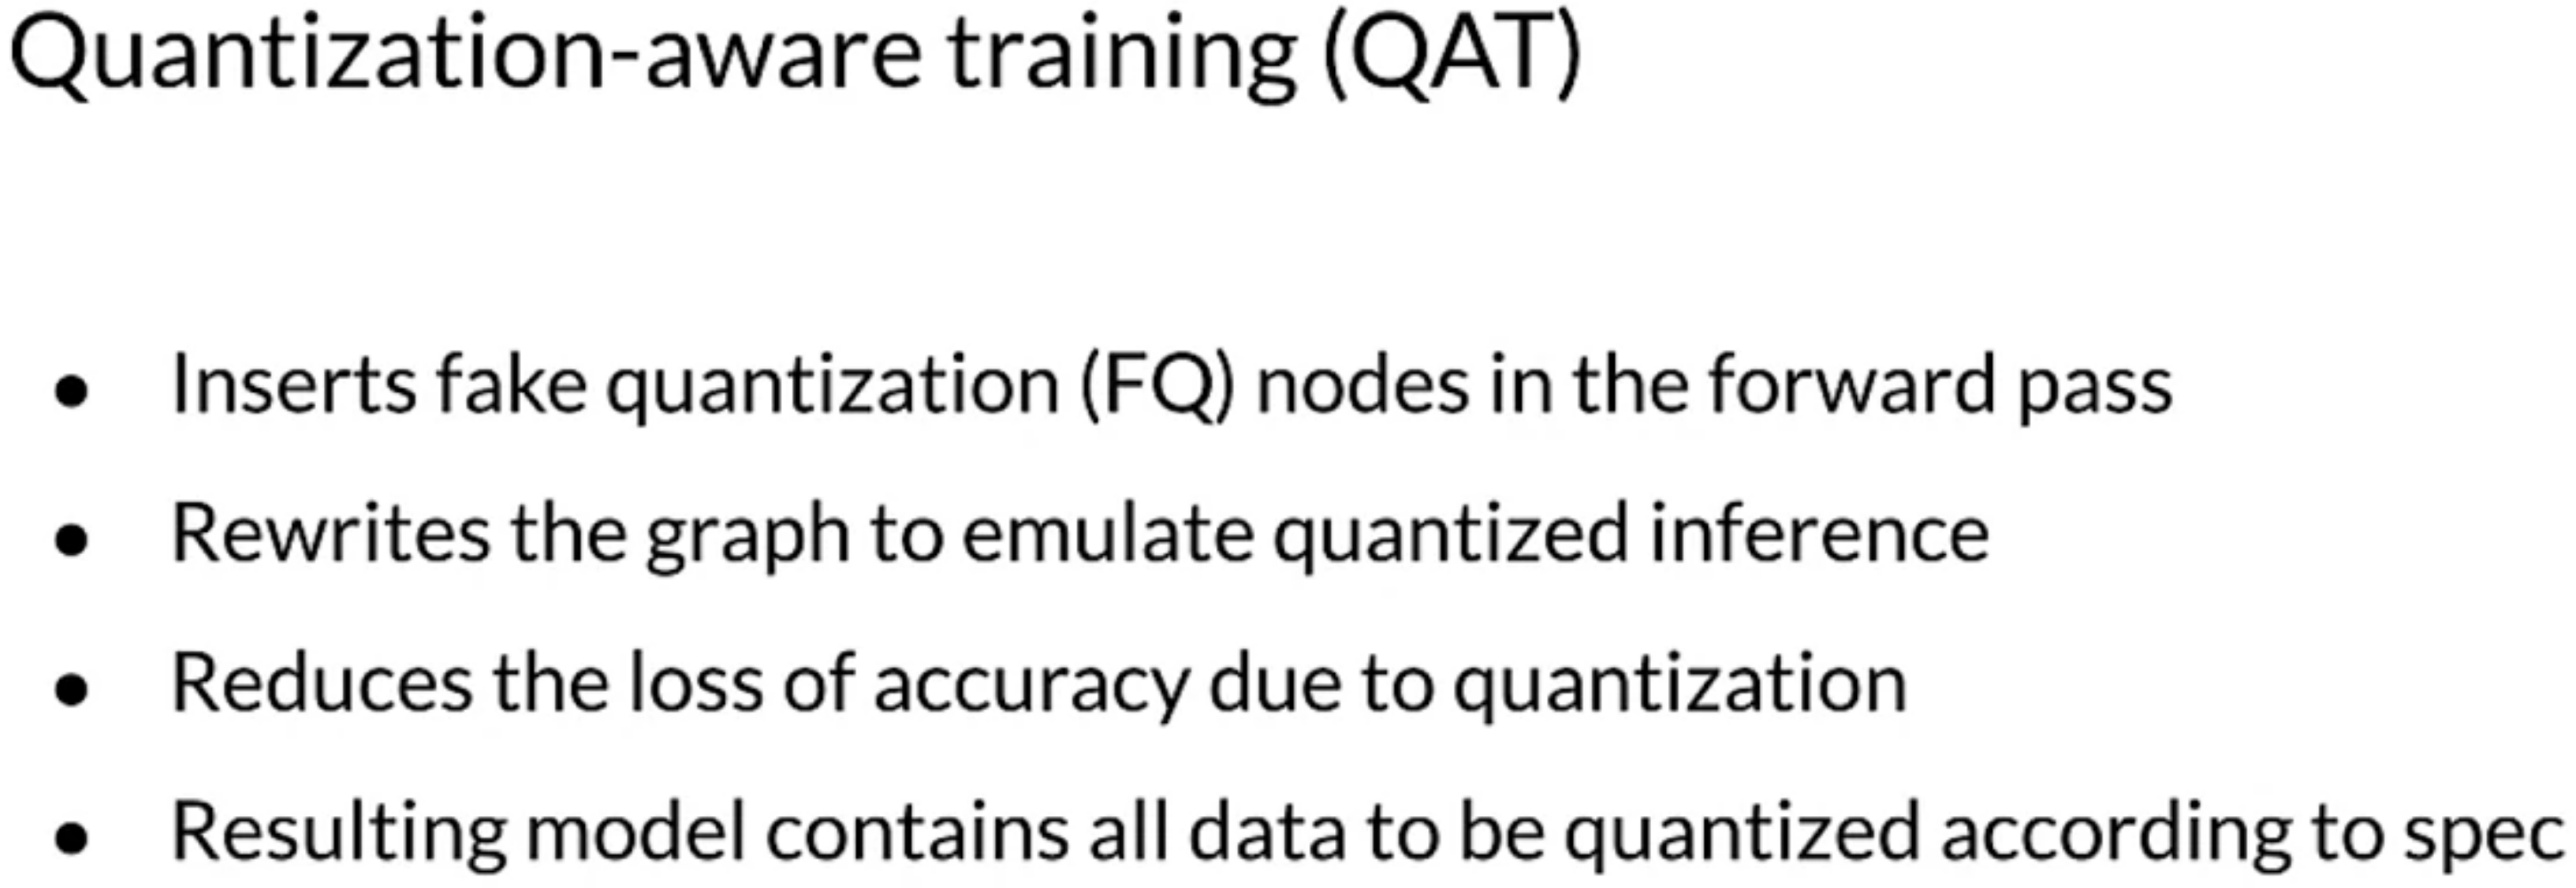 Quantization-aware training (QAT)
● Inserts fake quantization (FQ) nodes in the forward pass
● Rewrites the graph to emulate quantized inference
● Reduces the loss of accuracy due to quantization
● Resulting model contains all data to be quantized according to spec